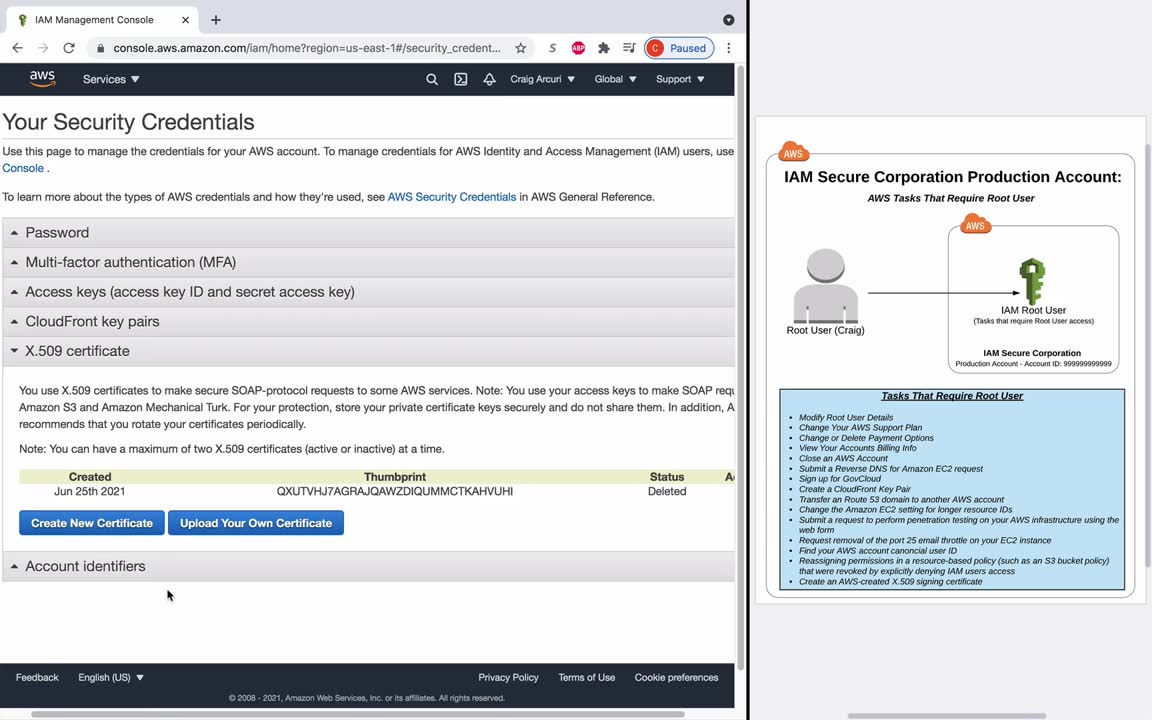 IAM Management Console
console.aws.amazon.com/iam/home?region=us-east-1#/security_credent...
S
ABP
C Paused
aws
Services
Craig Arcuri
Global
Support
Your Security Credentials
Use this page to manage the credentials for your AWS account. To manage credentials for AWS Identity and Access Management (IAM) users, use
Console .
To learn more about the types of AWS credentials and how they're used, see AWS Security Credentials in AWS General Reference.
Password
Multi-factor authentication (MFA)
Access keys (access key ID and secret access key)
CloudFront key pairs
X.509 certificate
You use X.509 certificates to make secure SOAP-protocol requests to some AWS services. Note: You use your access keys to make SOAP requ
Amazon S3 and Amazon Mechanical Turk. For your protection, store your private certificate keys securely and do not share them. In addition, A
recommends that you rotate your certificates periodically.
Note: You can have a maximum of two X.509 certificates (active or inactive) at a time.
Created Thumbprint Status Ac
Jun 25th 2021 QXUTVHJ7AGRAJQAWZDIQUMMCTKAHVUHI Deleted
Create New Certificate
Upload Your Own Certificate
Account identifiers
Feedback
English (US)
Privacy Policy
Terms of Use
Cookie preferences
© 2008 - 2021, Amazon Web Services, Inc. or its affiliates. All rights reserved.
AWS
IAM Secure Corporation Production Account:
AWS Tasks That Require Root User
AWS
Root User (Craig)
IAM Root User
(Tasks that require Root User access)
IAM Secure Corporation
Production Account - Account ID: 999999999999
Tasks That Require Root User
• Modify Root User Details
• Change Your AWS Support Plan
• Change or Delete Payment Options
• View Your Accounts Billing Info
• Close an AWS Account
• Submit a Reverse DNS for Amazon EC2 request
• Sign up for GovCloud
• Create a CloudFront Key Pair
• Transfer an Route 53 domain to another AWS account
• Change the Amazon EC2 setting for longer resource IDs
• Submit a request to perform penetration testing on your AWS infrastructure using the
web form
• Request removal of the port 25 email throttle on your EC2 instance
• Find your AWS account canoncial user ID
• Reassigning permissions in a resource-based policy (such as an S3 bucket policy)
that were revoked by explicitly denying IAM users access
• Create an AWS-created X.509 signing certificate